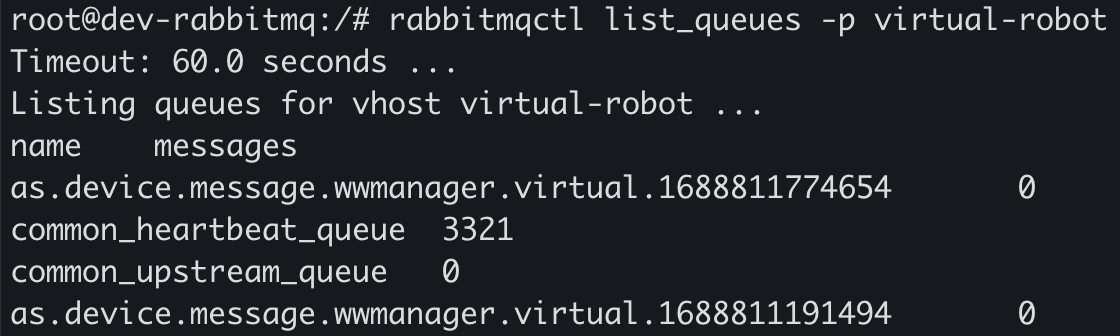 root@dev-rabbitmq:/# rabbitmqctl list_queues -p virtual-robot
Timeout: 60.0 seconds ...
Listing queues for vhost virtual-robot ...
name    messages
as.device.message.wwmanager.virtual.1688811774654       0
common_heartbeat_queue  3321
common_upstream_queue   0
as.device.message.wwmanager.virtual.1688811191494       0